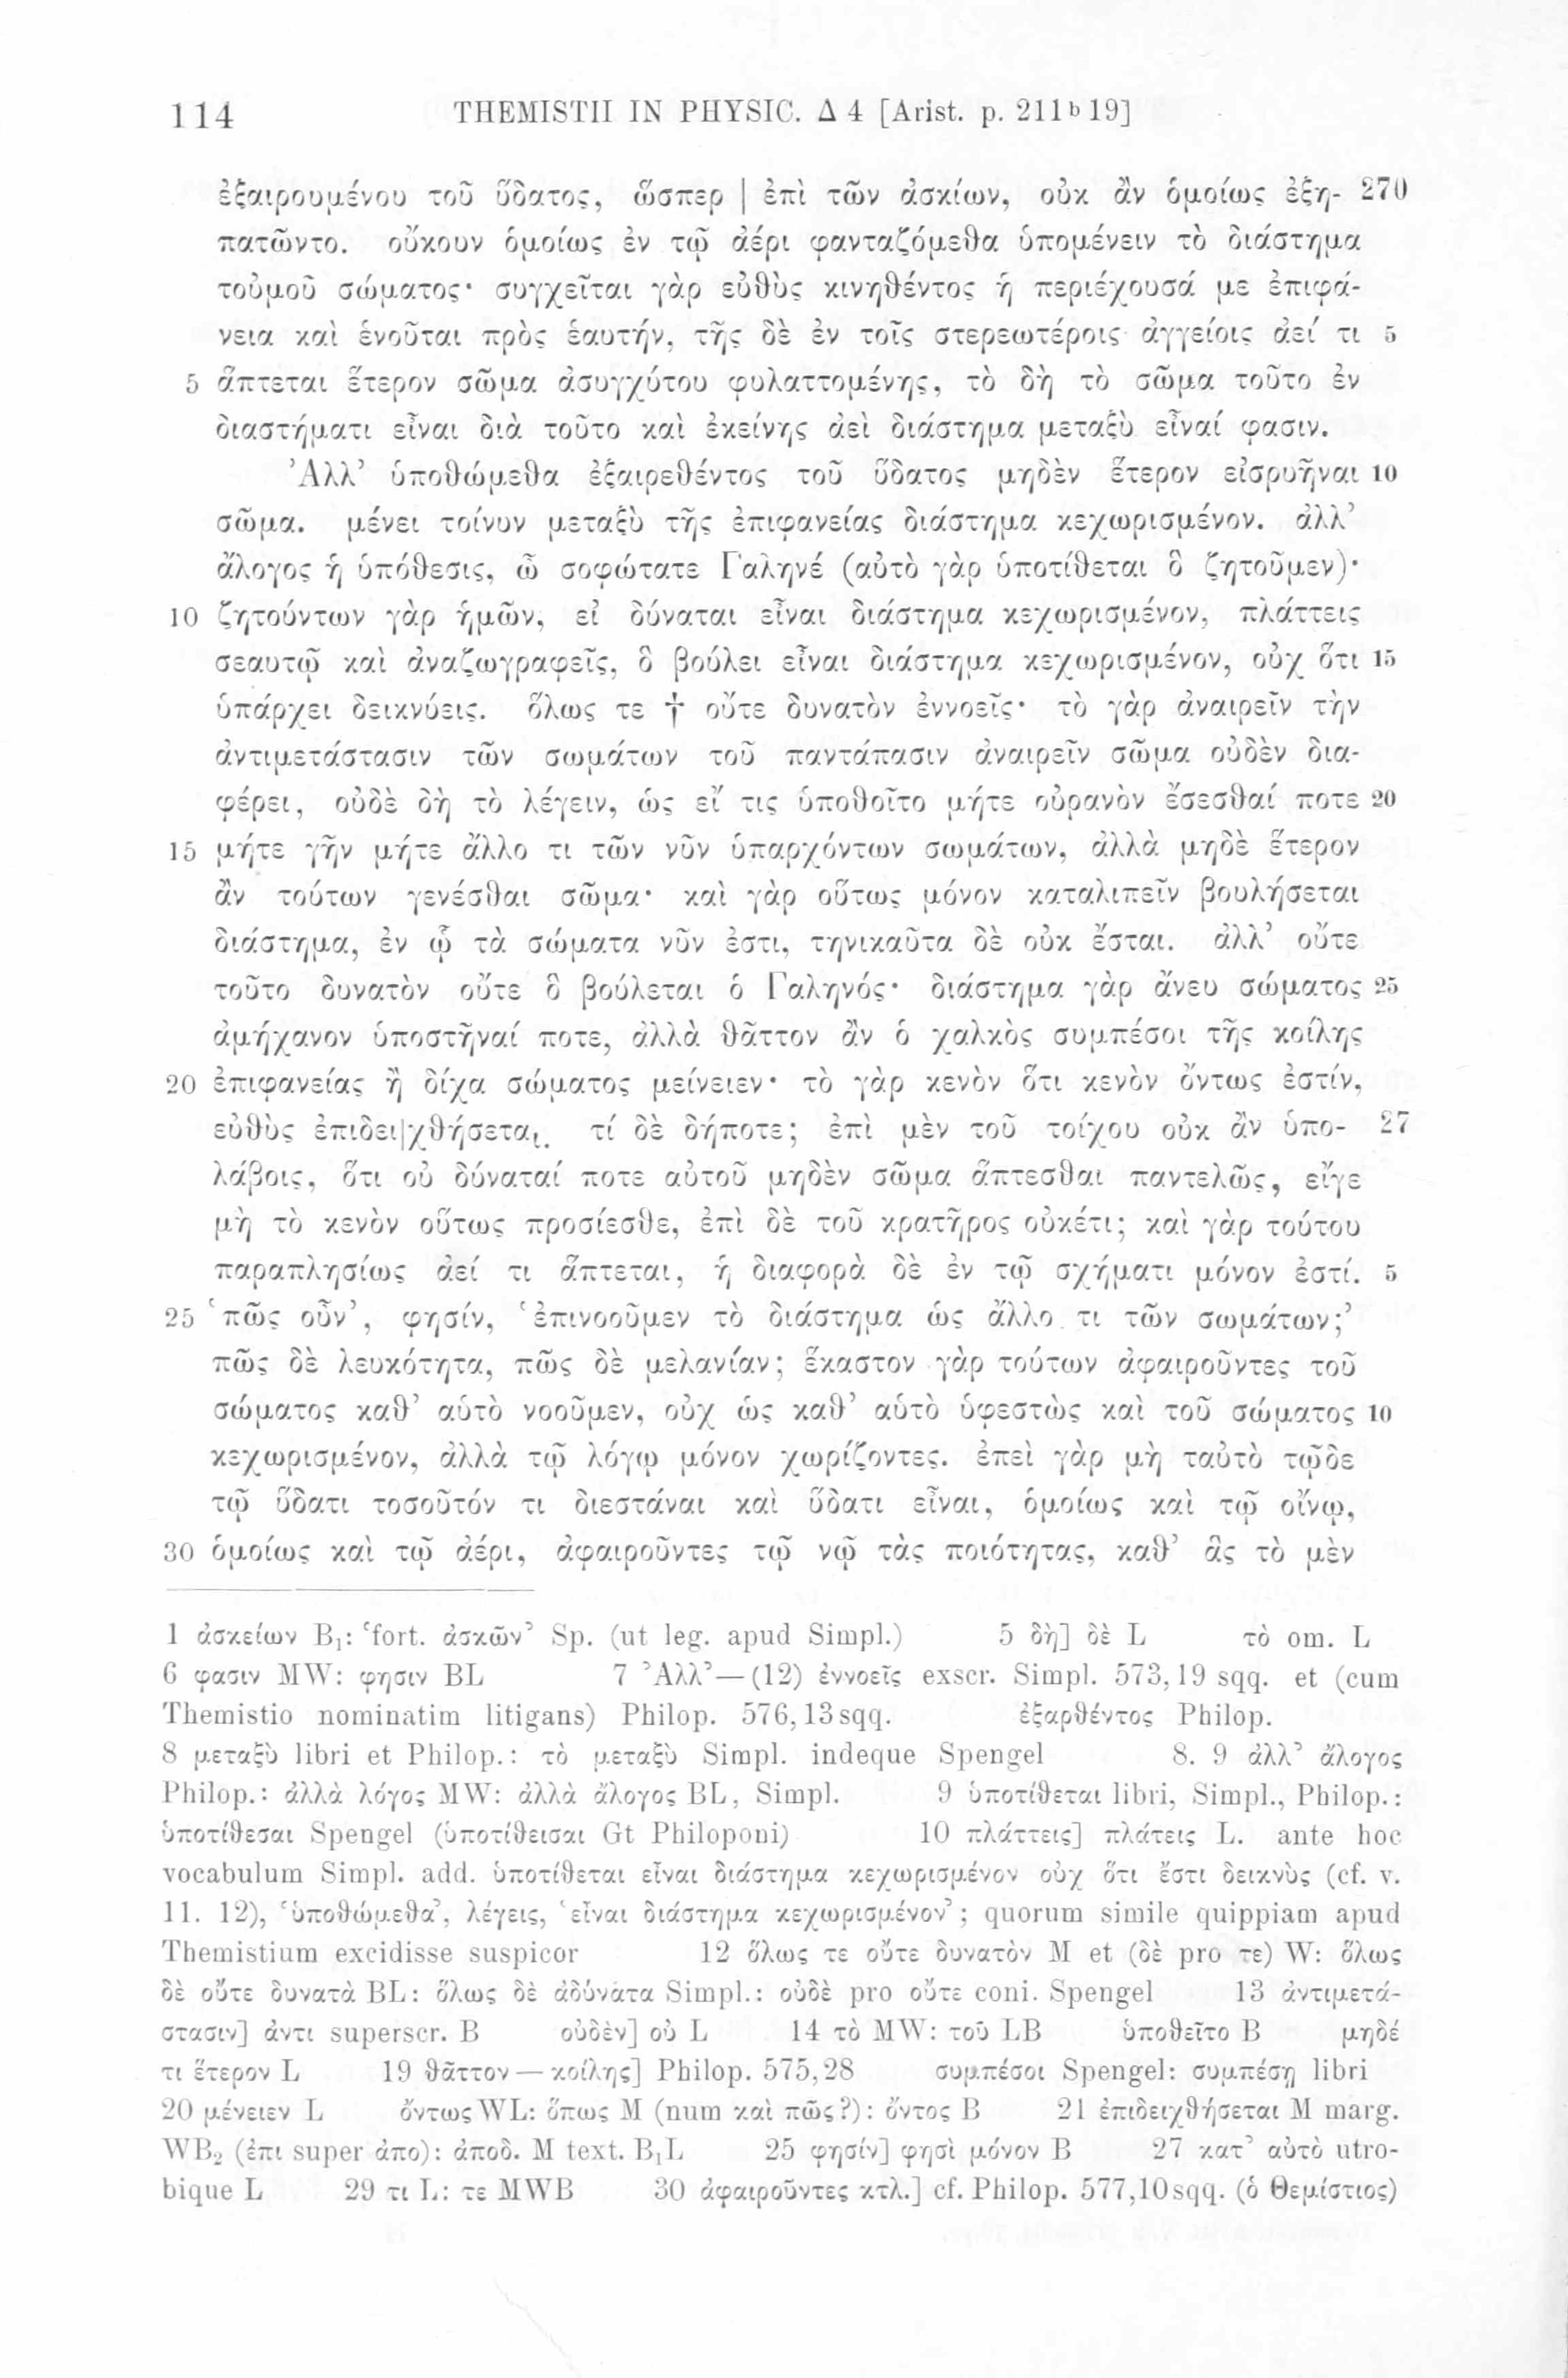 114 THEMISTII IN PHYSIC. Δ 4 [Arist. p. 211b 19]
ἐξαιρουμένου τοῦ ὕδατος, ὥσπερ | ἐπὶ τῶν ἀσκίων, οὐκ ἂν ὁμοίως ἐξη- 270
πατῶντο. οὔκουν ὁμοίως ἐν τῷ ἀέρι φανταζόμεθα ὑπομένειν τὸ διάστημα
τοὐμοῦ σώματος· συγχεῖται γὰρ εὐθὺς κινηθέντος ἡ περιέχουσά με ἐπιφά-
νεια καὶ ἑνοῦται πρὸς ἑαυτήν, τῆς δὲ ἐν τοῖς στερεωτέροις ἀγγείοις ἀεί τι 5
5 ἅπτεται ἕτερον σῶμα ἀσυγχύτου φυλαττομένης, τὸ δὴ τὸ σῶμα τοῦτο ἐν
διαστήματι εἶναι διὰ τοῦτο καὶ ἐκείνης ἀεὶ διάστημα μεταξὺ εἶναί φασιν.
Ἀλλ’ ὑποθώμεθα ἐξαιρεθέντος τοῦ ὕδατος μηδὲν ἕτερον εἰσρυῆναι 10
σῶμα. μένει τοίνυν μεταξὺ τῆς ἐπιφανείας διάστημα κεχωρισμένον. ἀλλ’
ἄλογος ἡ ὑπόθεσις, ὦ σοφώτατε Γαληνέ (αὐτὸ γὰρ ὑποτίθεται ὃ ζητοῦμεν)·
10 ζητούντων γὰρ ἡμῶν, εἰ δύναται εἶναι διάστημα κεχωρισμένον, πλάττεις
σεαυτῷ καὶ ἀναζωγραφεῖς, ὃ βούλει εἶναι διάστημα κεχωρισμένον, οὐχ ὅτι 15
ὑπάρχει δεικνύεις. ὅλως τε † οὔτε δυνατὸν ἐννοεῖς· τὸ γὰρ ἀναιρεῖν τὴν
ἀντιμετάστασιν τῶν σωμάτων τοῦ παντάπασιν ἀναιρεῖν σῶμα οὐδὲν δια-
φέρει, οὐδὲ δὴ τὸ λέγειν, ὡς εἴ τις ὑποθοῖτο μήτε οὐρανὸν ἔσεσθαί ποτε 20
15 μήτε γῆν μήτε ἄλλο τι τῶν νῦν ὑπαρχόντων σωμάτων, ἀλλὰ μηδὲ ἕτερον
ἂν τούτων γενέσθαι σῶμα· καὶ γὰρ οὕτως μόνον καταλιπεῖν βουλήσεται
διάστημα, ἐν ᾧ τὰ σώματα νῦν ἐστι, τηνικαῦτα δὲ οὐκ ἔσται. ἀλλ’ οὔτε
τοῦτο δυνατὸν οὔτε ὃ βούλεται ὁ Γαληνός· διάστημα γὰρ ἄνευ σώματος 25
ἀμήχανον ὑποστῆναί ποτε, ἀλλὰ θᾶττον ἂν ὁ χαλκὸς συμπέσοι τῆς κοίλης
20 ἐπιφανείας ἢ δίχα σώματος μείνειεν· τὸ γὰρ κενὸν ὅτι κενὸν ὄντως ἐστίν,
εὐθὺς ἐπιδει|χθήσεται. τί δὲ δήποτε; ἐπὶ μὲν τοῦ τοίχου οὐκ ἂν ὑπο- 27
λάβοις, ὅτι οὐ δύναταί ποτε αὐτοῦ μηδὲν σῶμα ἅπτεσθαι παντελῶς, εἴγε
μὴ τὸ κενὸν οὕτως προσίεσθε, ἐπὶ δὲ τοῦ κρατῆρος οὐκέτι; καὶ γὰρ τούτου
παραπλησίως ἀεί τι ἅπτεται, ἡ διαφορὰ δὲ ἐν τῷ σχήματι μόνον ἐστί. 5
25 ‘πῶς οὖν’, φησίν, ‘ἐπινοοῦμεν τὸ διάστημα ὡς ἄλλο τι τῶν σωμάτων;’
πῶς δὲ λευκότητα, πῶς δὲ μελανίαν; ἕκαστον γὰρ τούτων ἀφαιροῦντες τοῦ
σώματος καθ’ αὑτὸ νοοῦμεν, οὐχ ὡς καθ’ αὑτὸ ὑφεστὼς καὶ τοῦ σώματος 10
κεχωρισμένον, ἀλλὰ τῷ λόγῳ μόνον χωρίζοντες. ἐπεὶ γὰρ μὴ ταὐτὸ τῷδε
τῷ ὕδατι τοσοῦτόν τι διεστάναι καὶ ὕδατι εἶναι, ὁμοίως καὶ τῷ οἴνῳ,
30 ὁμοίως καὶ τῷ ἀέρι, ἀφαιροῦντες τῷ νῷ τὰς ποιότητας, καθ’ ἃς τὸ μὲν
1 ἀσκείων B₁: ‘fort. ἀσκῶν’ Sp. (ut leg. apud Simpl.) 5 δὴ] δὲ L τὸ om. L
6 φασιν MW: φησιν BL 7 Ἀλλ’—(12) ἐννοεῖς exscr. Simpl. 573,19 sqq. et (cum
Themistio nominatim litigans) Philop. 576,13 sqq. ἐξαρθέντος Philop.
8 μεταξὺ libri et Philop.: τὸ μεταξὺ Simpl. indeque Spengel 8. 9 ἀλλ’ ἄλογος
Philop.: ἀλλὰ λόγος MW: ἀλλὰ ἄλογος BL, Simpl. 9 ὑποτίθεται libri, Simpl., Philop.:
ὑποτίθεσαι Spengel (ὑποτίθεισαι Gt Philoponi) 10 πλάττεις] πλάτεις L. ante hoc
vocabulum Simpl. add. ὑποτίθεται εἶναι διάστημα κεχωρισμένον οὐχ ὅτι ἔστι δεικνὺς (cf. v.
11. 12), ‘ὑποθώμεθα’, λέγεις, ‘εἶναι διάστημα κεχωρισμένον’; quorum simile quippiam apud
Themistium excidisse suspicor 12 ὅλως τε οὔτε δυνατὸν M et (δὲ pro τε) W: ὅλως
δὲ οὔτε δυνατὰ BL: ὅλως δὲ ἀδύνατα Simpl.: οὐδὲ pro οὔτε coni. Spengel 13 ἀντιμετά-
στασιν] ἀντι superscr. B οὐδὲν] οὐ L 14 τὸ MW: τοῦ LB ὑποθεῖτο B μηδέ
τι ἕτερον L 19 θᾶττον — κοίλης] Philop. 575,28 συμπέσοι Spengel: συμπέσῃ libri
20 μένειεν L ὄντως WL: ὅπως M (num καὶ πῶς?): ὄντος B 21 ἐπιδειχθήσεται M marg.
WB₂ (ἐπι super ἀπο): ἀποδ. M text. B₁L 25 φησίν] φησὶ μόνον B 27 κατ’ αὐτὸ utro-
bique L 29 τι L: τε MWB 30 ἀφαιροῦντες κτλ.] cf. Philop. 577,10 sqq. (ὁ Θεμίστιος)